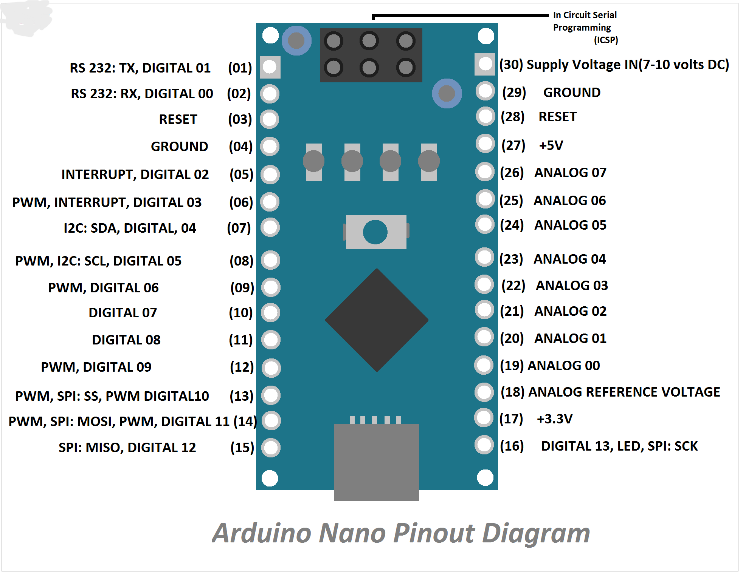 In Circuit Serial
Programming
(ICSP)
RS 232: TX, DIGITAL 01 (01)
RS 232: RX, DIGITAL 00 (02)
RESET (03)
GROUND (04)
INTERRUPT, DIGITAL 02 (05)
PWM, INTERRUPT, DIGITAL 03 (06)
I2C: SDA, DIGITAL, 04 (07)
PWM, I2C: SCL, DIGITAL 05 (08)
PWM, DIGITAL 06 (09)
DIGITAL 07 (10)
DIGITAL 08 (11)
PWM, DIGITAL 09 (12)
PWM, SPI: SS, PWM DIGITAL10 (13)
PWM, SPI: MOSI, PWM, DIGITAL 11 (14)
SPI: MISO, DIGITAL 12 (15)
(30) Supply Voltage IN(7-10 volts DC)
(29) GROUND
(28) RESET
(27) +5V
(26) ANALOG 07
(25) ANALOG 06
(24) ANALOG 05
(23) ANALOG 04
(22) ANALOG 03
(21) ANALOG 02
(20) ANALOG 01
(19) ANALOG 00
(18) ANALOG REFERENCE VOLTAGE
(17) +3.3V
(16) DIGITAL 13, LED, SPI: SCK
Arduino Nano Pinout Diagram